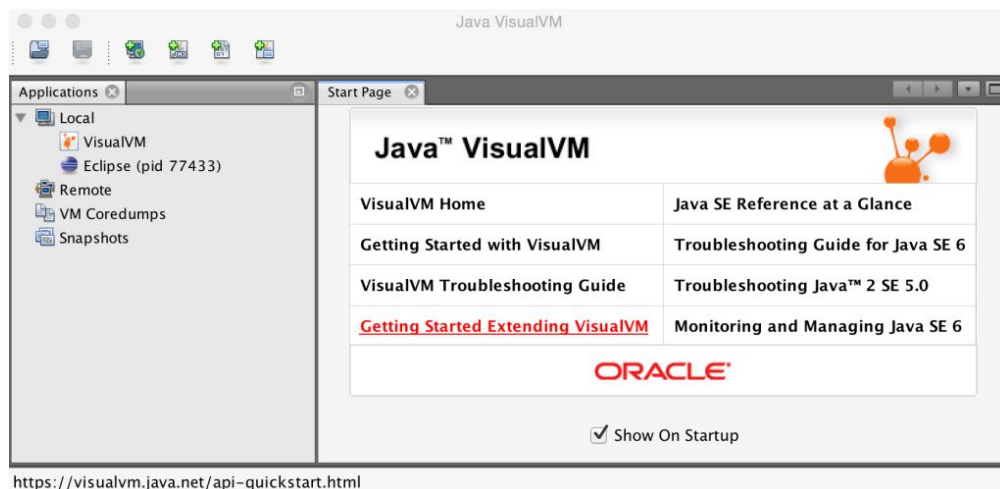 Java VisualVM
Applications
Start Page
Local
VisualVM
Eclipse (pid 77433)
Remote
VM Coredumps
Snapshots
Java™ VisualVM
VisualVM Home
Java SE Reference at a Glance
Getting Started with VisualVM
Troubleshooting Guide for Java SE 6
VisualVM Troubleshooting Guide
Troubleshooting Java™ 2 SE 5.0
Getting Started Extending VisualVM
Monitoring and Managing Java SE 6
ORACLE
Show On Startup
https://visualvm.java.net/api-quickstart.html